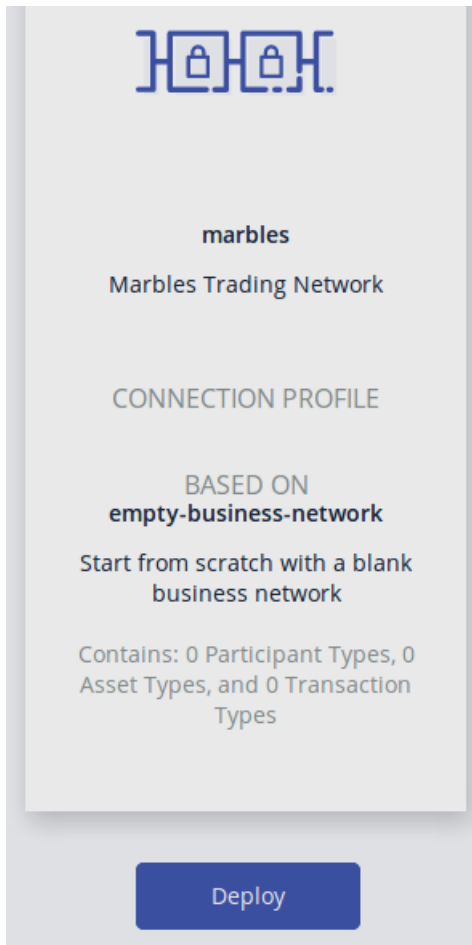 marbles
Marbles Trading Network
CONNECTION PROFILE
BASED ON
empty-business-network
Start from scratch with a blank
business network
Contains: 0 Participant Types, 0
Asset Types, and 0 Transaction
Types
Deploy